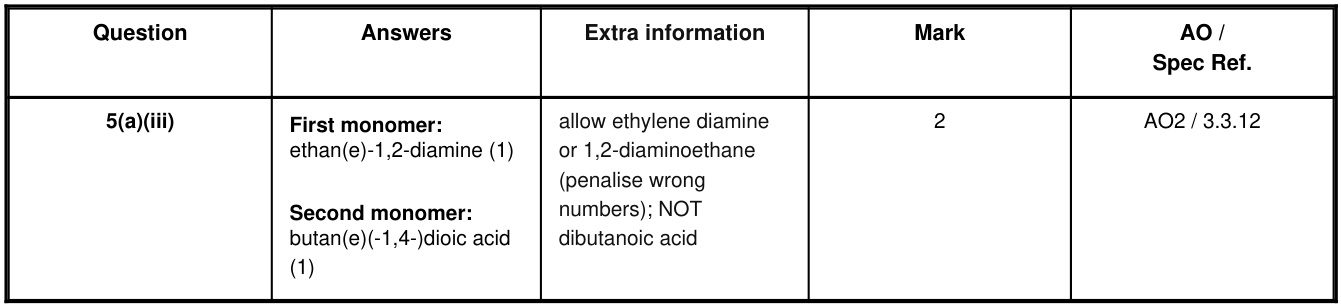 Question
Answers
Extra information
Mark
AO /
Spec Ref.
5(a)(iii)
First monomer:
ethan(e)-1,2-diamine (1)
Second monomer:
butan(e)(-1,4-)dioic acid
(1)
allow ethylene diamine
or 1,2-diaminoethane
(penalise wrong
numbers); NOT
dibutanoic acid
2
AO2 / 3.3.12